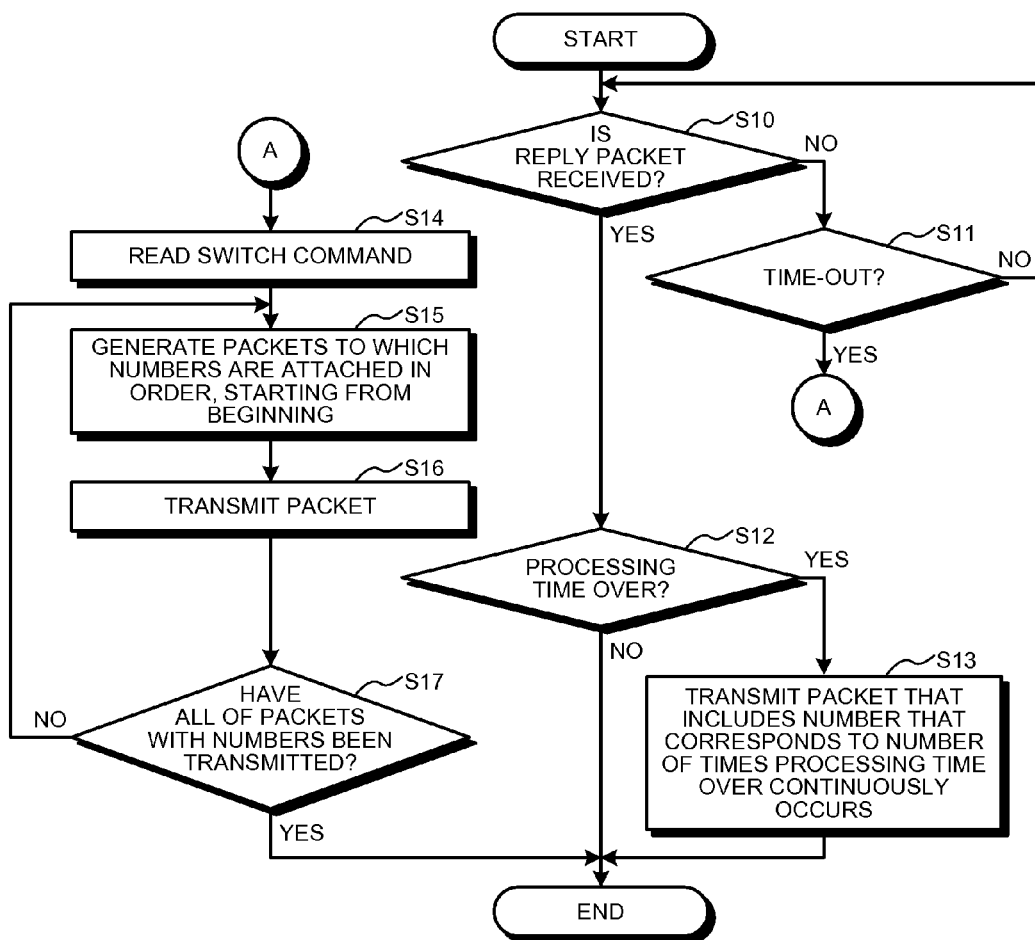 START
S10
IS
REPLY PACKET
RECEIVED?
NO
YES
S11
TIME-OUT?
NO
YES
A
A
S14
READ SWITCH COMMAND
S15
GENERATE PACKETS TO WHICH
NUMBERS ARE ATTACHED IN
ORDER, STARTING FROM
BEGINNING
S16
TRANSMIT PACKET
S17
HAVE
ALL OF PACKETS
WITH NUMBERS BEEN
TRANSMITTED?
NO
YES
S12
PROCESSING
TIME OVER?
YES
NO
S13
TRANSMIT PACKET THAT
INCLUDES NUMBER THAT
CORRESPONDS TO NUMBER
OF TIMES PROCESSING TIME
OVER CONTINUOUSLY
OCCURS
END